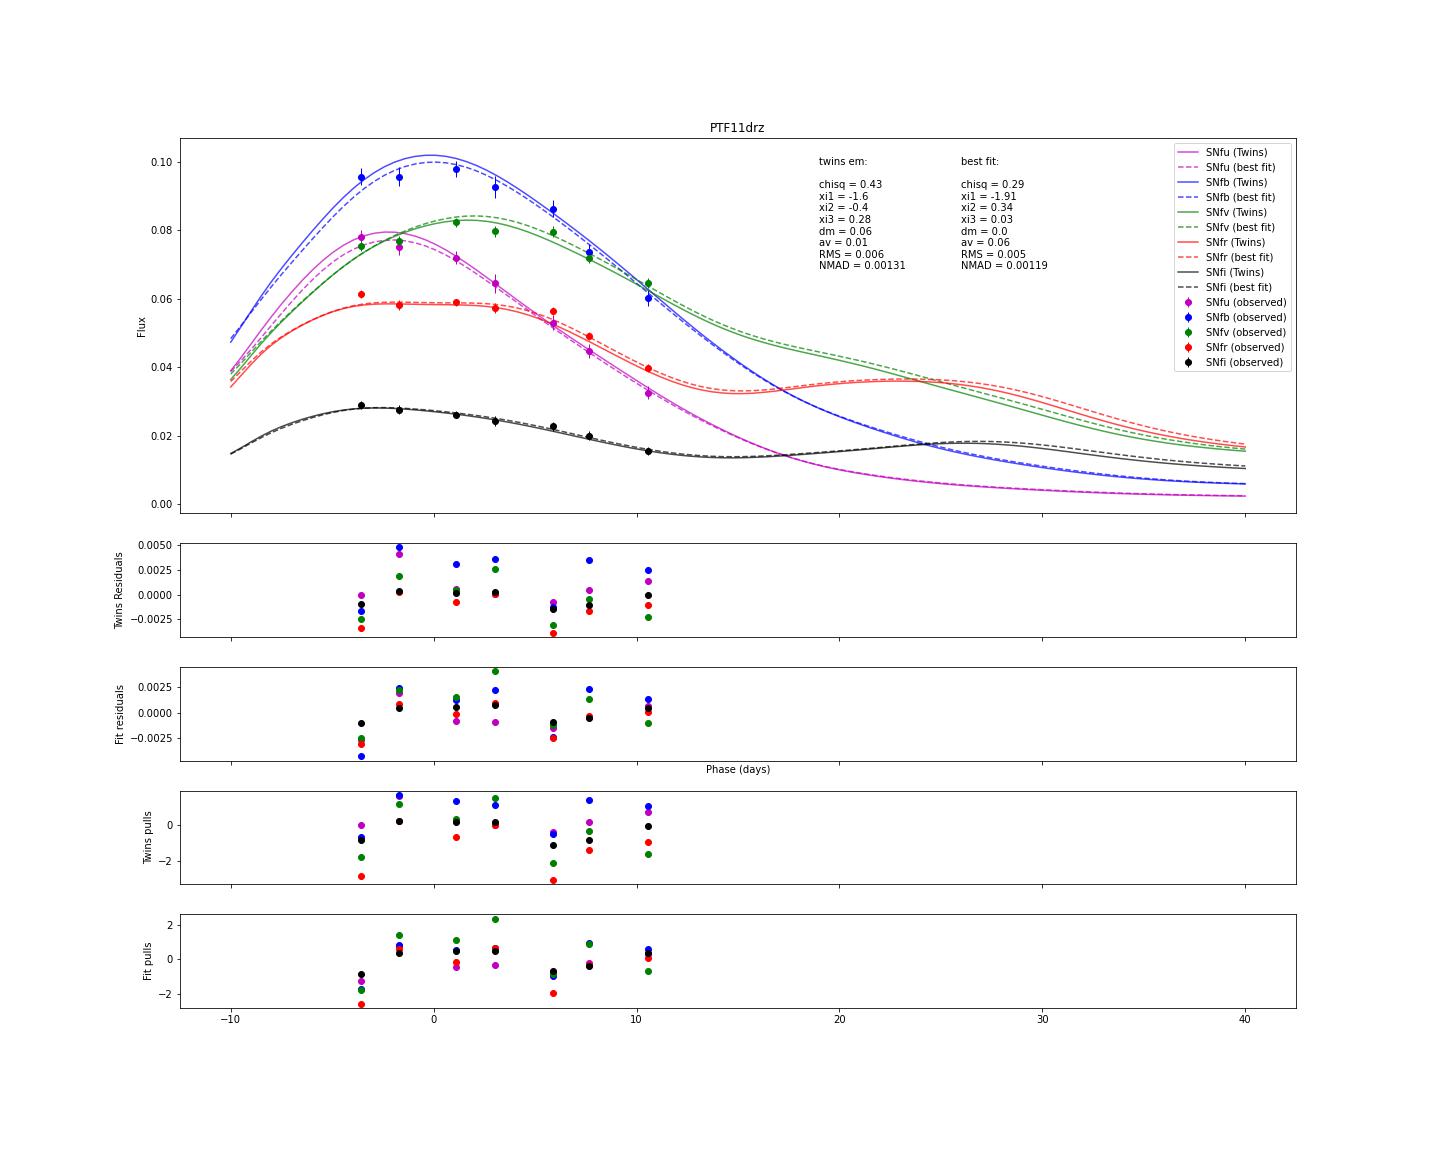 PTF11drz
Flux
0.10
0.08
0.06
0.04
0.02
0.00
twins em:
chisq = 0.43
xi1 = -1.6
xi2 = -0.4
xi3 = 0.28
dm = 0.06
av = 0.01
RMS = 0.006
NMAD = 0.00131
best fit:
chisq = 0.29
xi1 = -1.91
xi2 = 0.34
xi3 = 0.03
dm = 0.0
av = 0.06
RMS = 0.005
NMAD = 0.00119
SNfu (Twins)
SNfu (best fit)
SNfb (Twins)
SNfb (best fit)
SNfv (Twins)
SNfv (best fit)
SNfr (Twins)
SNfr (best fit)
SNfi (Twins)
SNfi (best fit)
SNfu (observed)
SNfb (observed)
SNfv (observed)
SNfr (observed)
SNfi (observed)
Twins Residuals
0.0050
0.0025
0.0000
−0.0025
Fit residuals
0.0025
0.0000
−0.0025
Phase (days)
Twins pulls
0
−2
Fit pulls
2
0
−2
−10
0
10
20
30
40